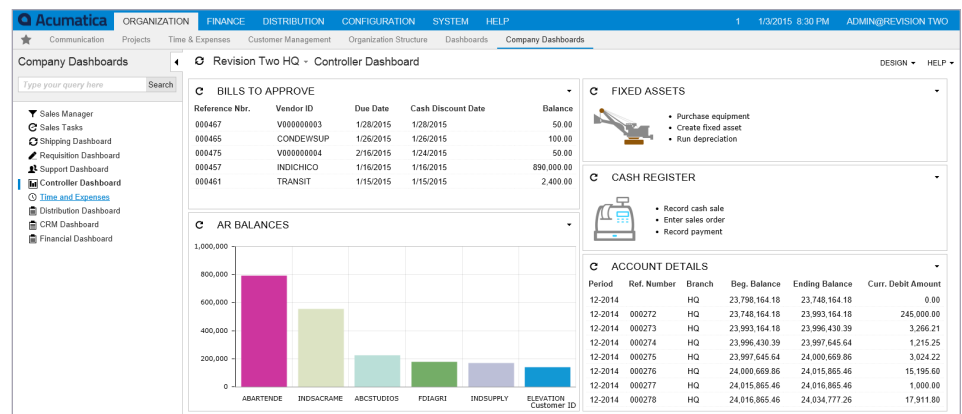 Acumatica ORGANIZATION FINANCE DISTRIBUTION CONFIGURATION SYSTEM HELP 1 1/3/2015 8:30 PM ADMIN@REVISION TWO
Communication Projects Time & Expenses Customer Management Organization Structure Dashboards Company Dashboards
Company Dashboards
Revision Two HQ - Controller Dashboard
DESIGN HELP
Type your query here Search
Sales Manager
Sales Tasks
Shipping Dashboard
Requisition Dashboard
Support Dashboard
Controller Dashboard
Time and Expenses
Distribution Dashboard
CRM Dashboard
Financial Dashboard
BILLS TO APPROVE
Reference Nbr. Vendor ID Due Date Cash Discount Date Balance
000467 V000000003 1/28/2015 1/28/2015 50.00
000465 CONDEWSUP 1/26/2015 1/26/2015 100.00
000475 V000000004 2/16/2015 1/24/2015 50.00
000457 INDICHICO 1/16/2015 1/16/2015 890,000.00
000461 TRANSIT 1/15/2015 1/15/2015 2,400.00
AR BALANCES
1,000,000
800,000
600,000
400,000
200,000
0
ABARTENDE INDSACRAME ABCSTUDIOS FDIAGRI INDSUPPLY ELEVATION
Customer ID
FIXED ASSETS
• Purchase equipment
• Create fixed asset
• Run depreciation
CASH REGISTER
• Record cash sale
• Enter sales order
• Record payment
ACCOUNT DETAILS
Period Ref. Number Branch Beg. Balance Ending Balance Curr. Debit Amount
12-2014 HQ 23,798,164.18 23,748,164.18 0.00
12-2014 000272 HQ 23,748,164.18 23,993,164.18 245,000.00
12-2014 000273 HQ 23,993,164.18 23,996,430.39 3,266.21
12-2014 000274 HQ 23,996,430.39 23,997,645.64 1,215.25
12-2014 000275 HQ 23,997,645.64 24,000,669.86 3,024.22
12-2014 000276 HQ 24,000,669.86 24,015,865.46 15,195.60
12-2014 000277 HQ 24,015,865.46 24,016,865.46 1,000.00
12-2014 000278 HQ 24,016,865.46 24,034,777.26 17,911.80